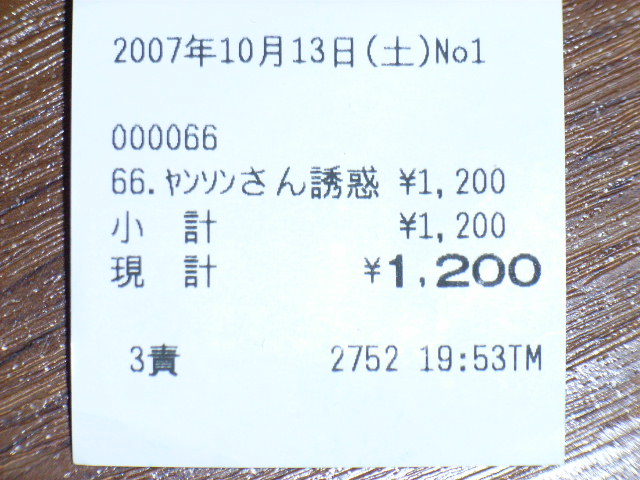 2007年10月13日(土)No1
000066
66.ﾔﾝｿﾝさん誘惑 ¥1,200
小 計 ¥1,200
現 計 ¥1,200
3責 2752 19:53TM